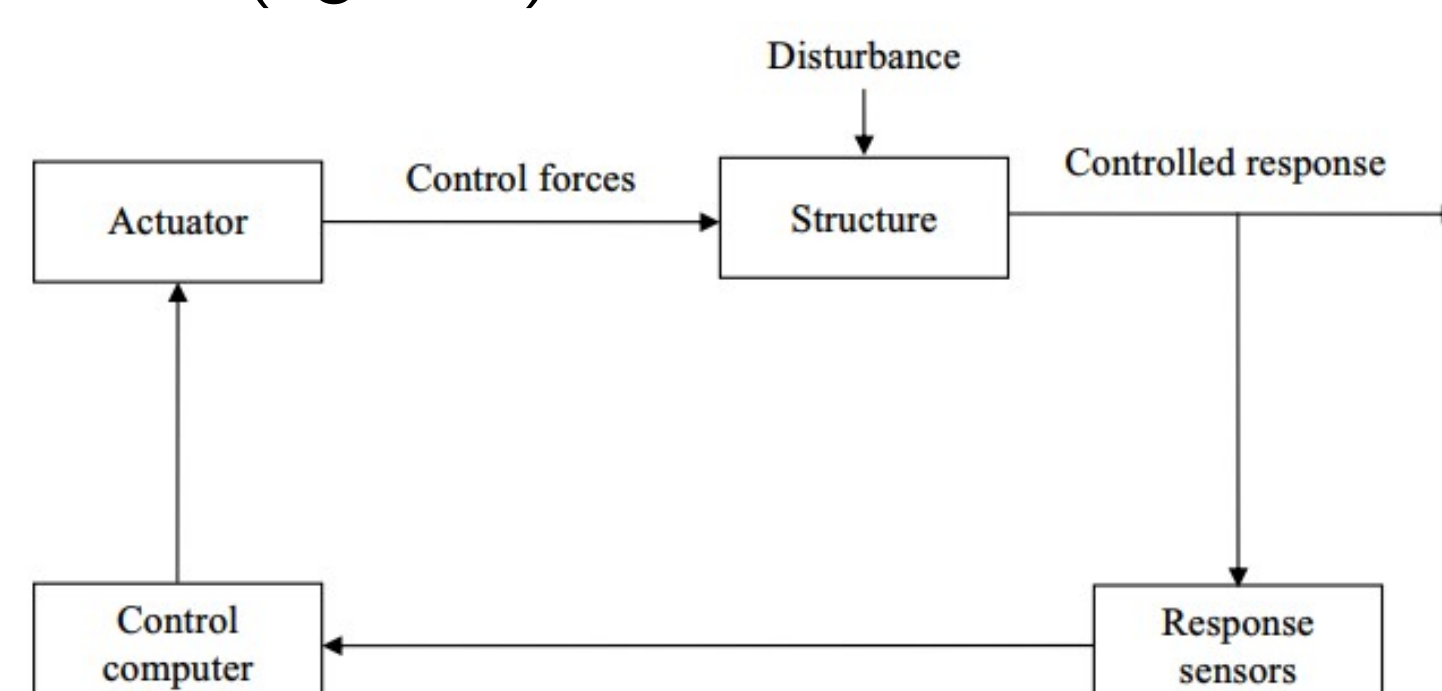 Disturbance
Controlled response
Control forces
Actuator
Structure
Control
computer
Response
sensors